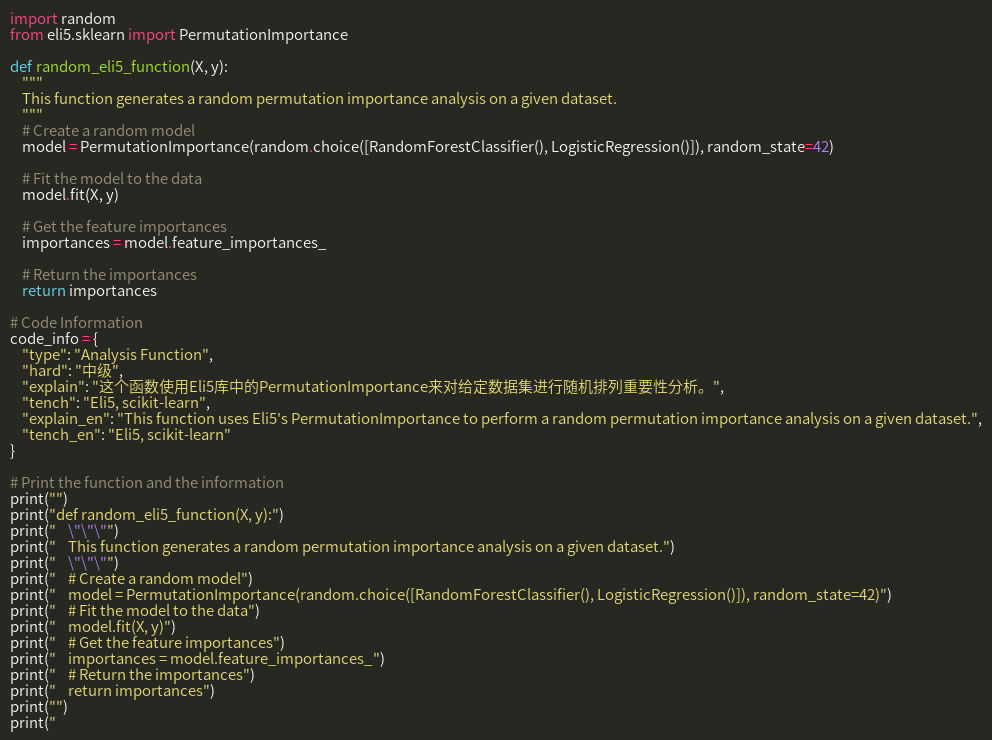 import random
from eli5.sklearn import PermutationImportance

def random_eli5_function(X, y):
    """
    This function generates a random permutation importance analysis on a given dataset.
    """
    # Create a random model
    model = PermutationImportance(random.choice([RandomForestClassifier(), LogisticRegression()]), random_state=42)

    # Fit the model to the data
    model.fit(X, y)

    # Get the feature importances
    importances = model.feature_importances_

    # Return the importances
    return importances

# Code Information
code_info = {
    "type": "Analysis Function",
    "hard": "中级",
    "explain": "这个函数使用Eli5库中的PermutationImportance来对给定数据集进行随机排列重要性分析。",
    "tench": "Eli5, scikit-learn",
    "explain_en": "This function uses Eli5's PermutationImportance to perform a random permutation importance analysis on a given dataset.",
    "tench_en": "Eli5, scikit-learn"
}

# Print the function and the information
print("")
print("def random_eli5_function(X, y):")
print("    \"\"\"")
print("    This function generates a random permutation importance analysis on a given dataset.")
print("    \"\"\"")
print("    # Create a random model")
print("    model = PermutationImportance(random.choice([RandomForestClassifier(), LogisticRegression()]), random_state=42)")
print("    # Fit the model to the data")
print("    model.fit(X, y)")
print("    # Get the feature importances")
print("    importances = model.feature_importances_")
print("    # Return the importances")
print("    return importances")
print("")
print("